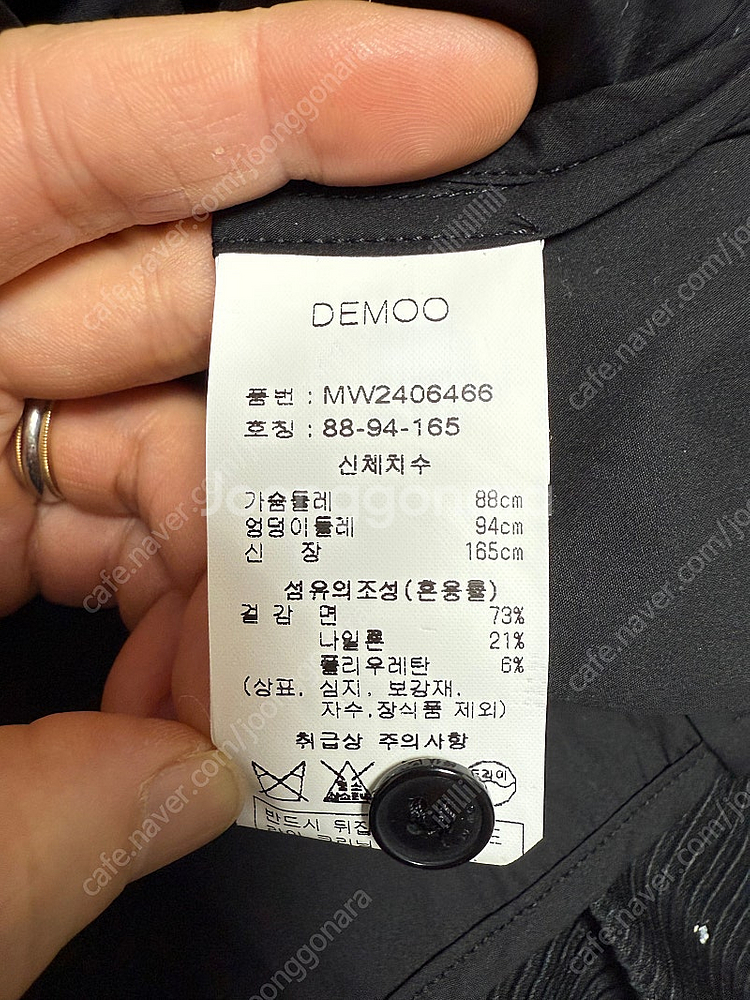 DEMOO
품번 : MW2406466
호칭 : 88-94-165
신체치수
가슴둘레 88cm
엉덩이둘레 94cm
신 장 165cm
섬유의조성(혼용률)
겉감 면 73%
나일론 21%
폴리우레탄 6%
(상표, 심지, 보강재,
자수,장식품 제외)
취급상 주의사항
드라이
반드시 뒤집
joonggonara
cafe.naver.com/joonggonara